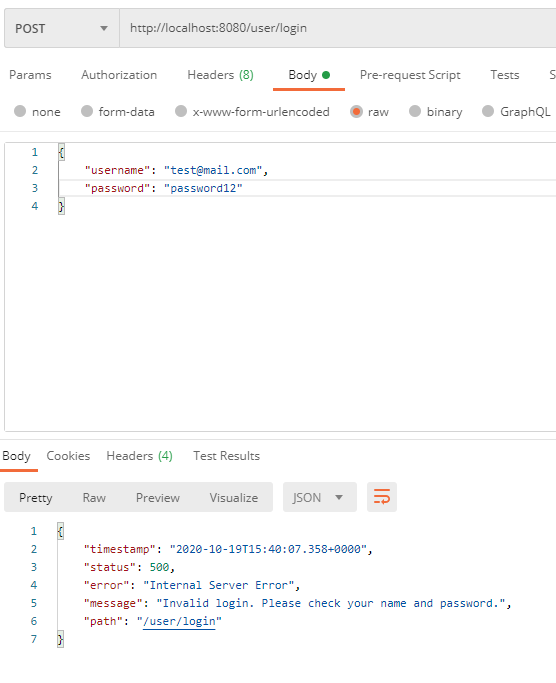 POST http://localhost:8080/user/login
Params Authorization Headers (8) Body Pre-request Script Tests S
none form-data x-www-form-urlencoded raw binary GraphQL
1 {
2 "username": "test@mail.com",
3 "password": "password12"
4 }
Body Cookies Headers (4) Test Results
Pretty Raw Preview Visualize JSON
1 {
2 "timestamp": "2020-10-19T15:40:07.358+0000",
3 "status": 500,
4 "error": "Internal Server Error",
5 "message": "Invalid login. Please check your name and password.",
6 "path": "/user/login"
7 }